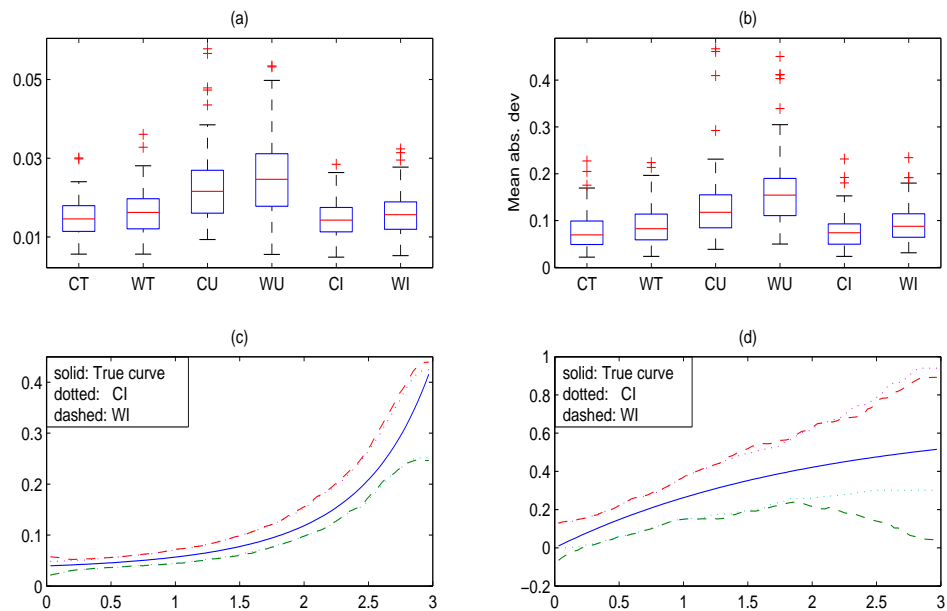 (a)
0.05
0.03
0.01
CT WT CU WU CI WI
(b)
Mean abs. dev
0.4
0.3
0.2
0.1
0
CT WT CU WU CI WI
(c)
solid: True curve
dotted: CI
dashed: WI
0.4
0.3
0.2
0.1
0
0 0.5 1 1.5 2 2.5 3
(d)
solid: True curve
dotted: CI
dashed: WI
1
0.8
0.6
0.4
0.2
0
−0.2
0 0.5 1 1.5 2 2.5 3